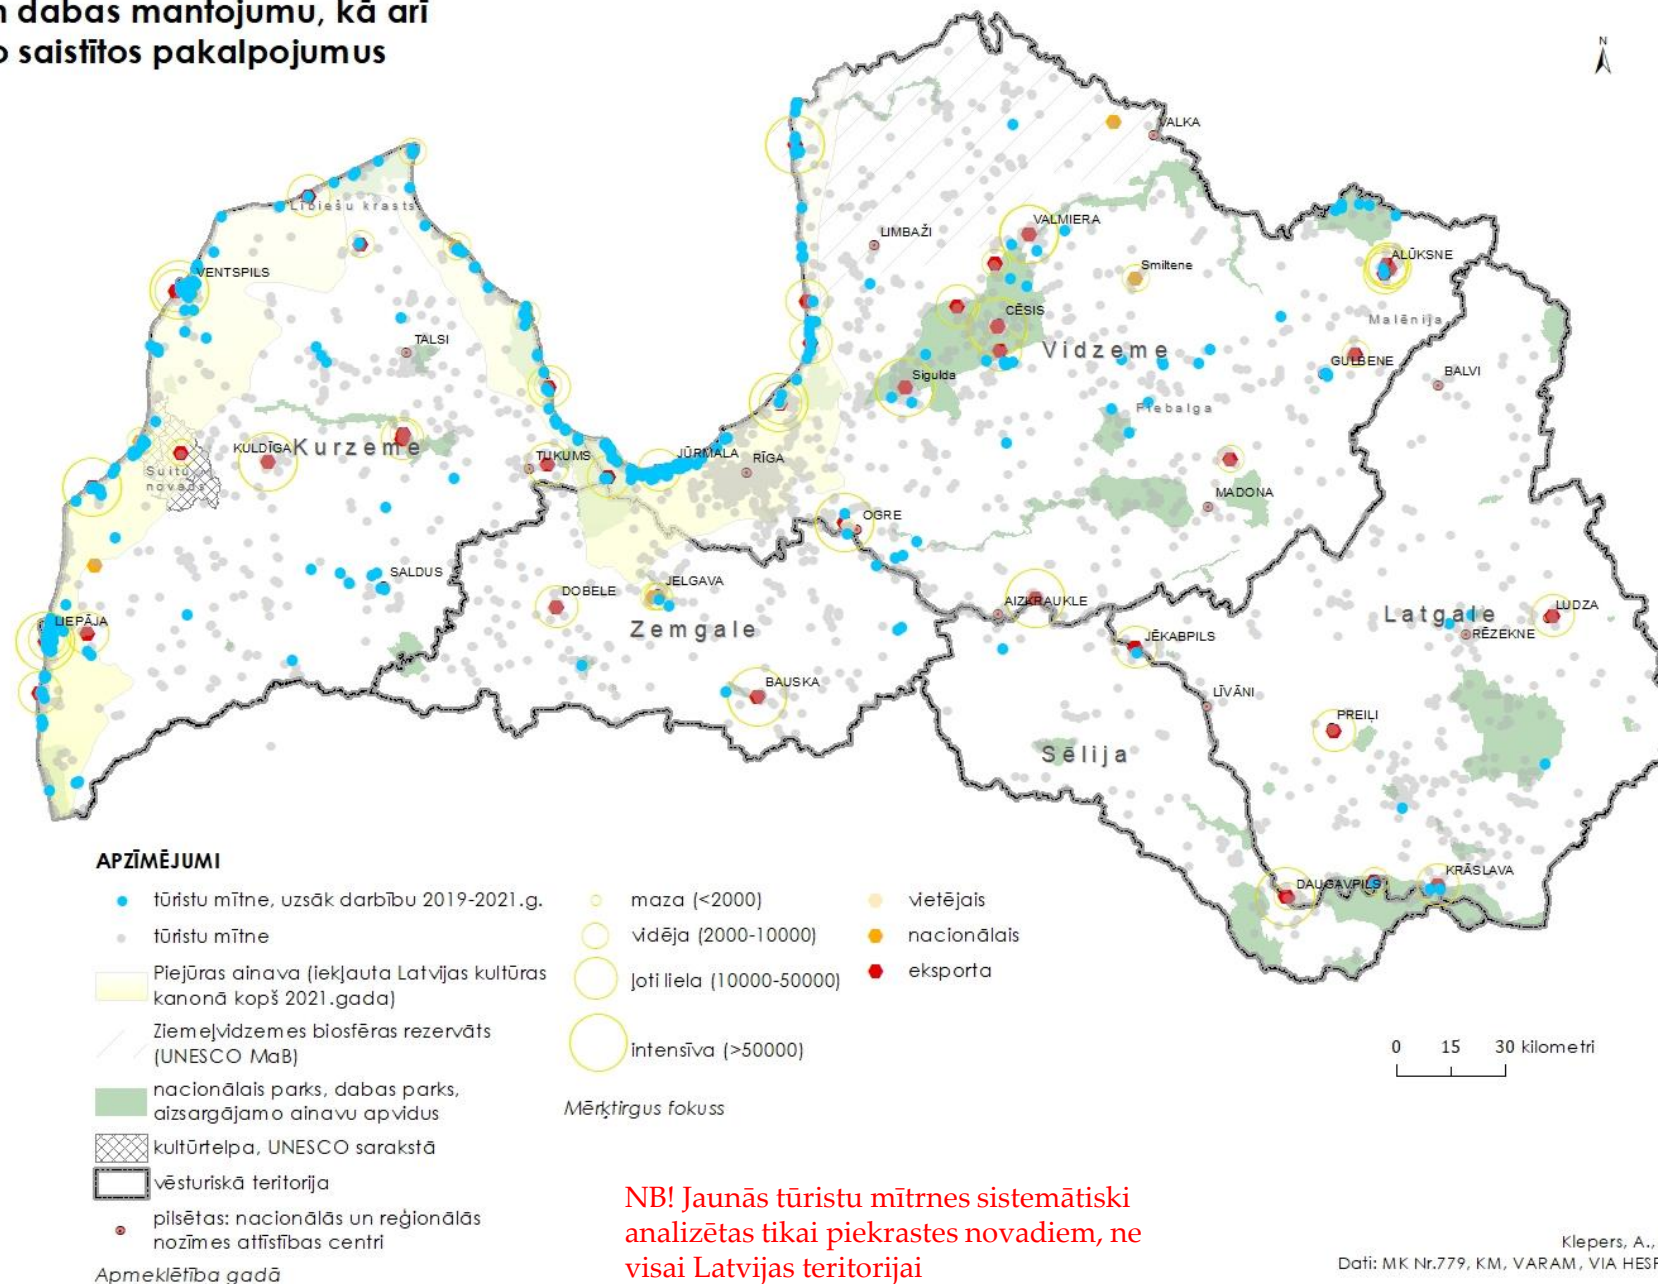 n dabas mantojumu, kā arī
o saistītos pakalpojumus
N
VALKA
Lībiešu krasts
VENTSPILS
LIMBAŽI
VALMIERA
Smiltene
ALŪKSNE
Malēnija
TALSI
CĒSIS
Vidzeme
GULBENE
BALVI
Sigulda
Piebalga
KULDĪGA
Kurzeme
Suitu
novads
TUKUMS
JŪRMALA
RĪGA
MADONA
OGRE
SALDUS
DOBELE
JELGAVA
AIZKRAUKLE
Latgale
LUDZA
RĒZEKNE
LIEPĀJA
Zemgale
JĒKABPILS
BAUSKA
LĪVĀNI
PREIĻI
Sēlija
DAUGAVPILS
KRĀSLAVA
APZĪMĒJUMI
tūristu mītne, uzsāk darbību 2019-2021.g.
tūristu mītne
Piejūras ainava (iekļauta Latvijas kultūras
kanonā kopš 2021.gada)
Ziemeļvidzemes biosfēras rezervāts
(UNESCO MaB)
nacionālais parks, dabas parks,
aizsargājamo ainavu apvidus
kultūrtelpa, UNESCO sarakstā
vēsturiskā teritorija
pilsētas: nacionālās un reģionālās
nozīmes attīstības centri
Apmeklētība gadā
maza (<2000)
vidēja (2000-10000)
ļoti liela (10000-50000)
intensīva (>50000)
Mērķtirgus fokuss
vietējais
nacionālais
eksporta
0 15 30 kilometri
NB! Jaunās tūristu mītrnes sistemātiski
analizētas tikai piekrastes novadiem, ne
visai Latvijas teritorijai
Klepers, A.,
Dati: MK Nr.779, KM, VARAM, VIA HESP